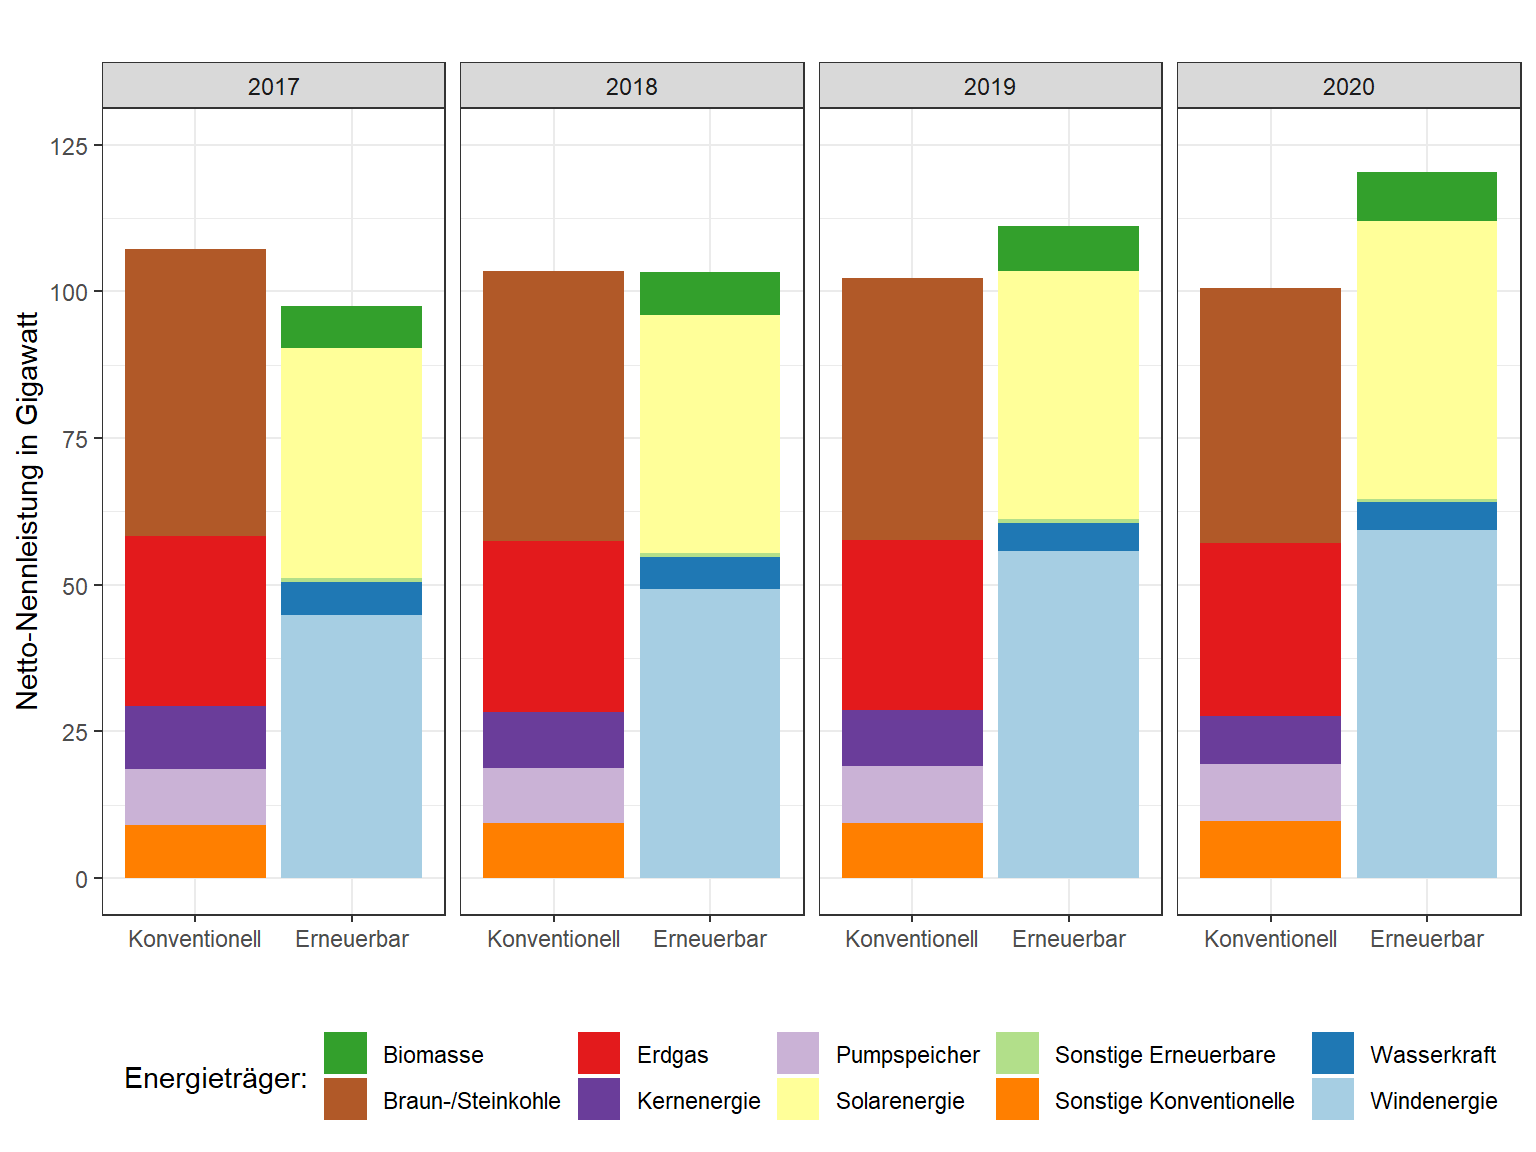 2017 2018 2019 2020
125
100
75
50
25
0
Netto-Nennleistung in Gigawatt
Konventionell Erneuerbar Konventionell Erneuerbar Konventionell Erneuerbar Konventionell Erneuerbar
Energieträger:
Biomasse Erdgas Pumpspeicher Sonstige Erneuerbare Wasserkraft
Braun-/Steinkohle Kernenergie Solarenergie Sonstige Konventionelle Windenergie